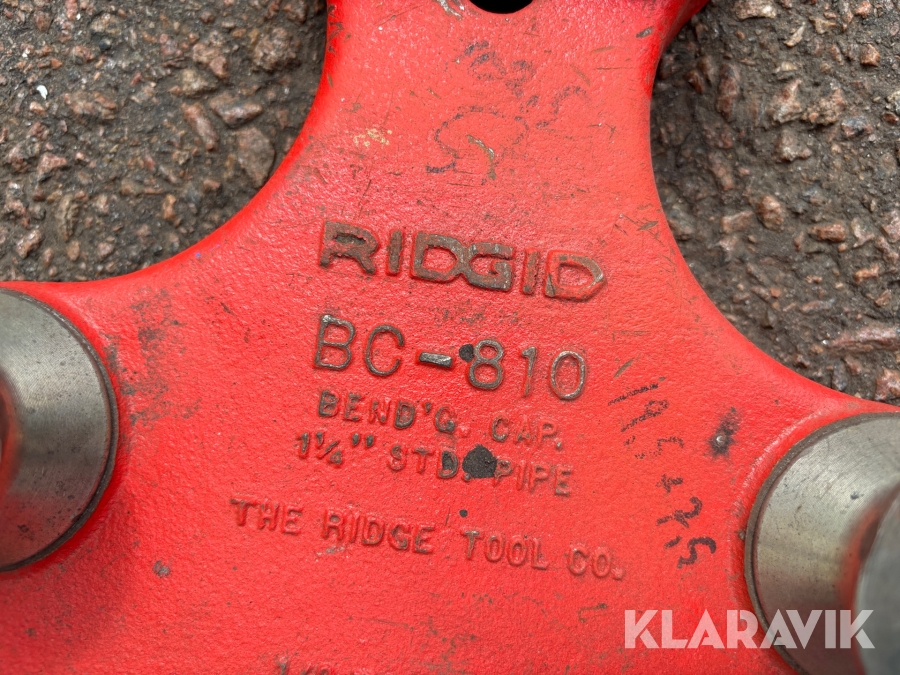 RIDGID
BC-810
BEND'G. CAP.
1¼" STD. PIPE
THE RIDGE TOOL CO.
KLARAVIK